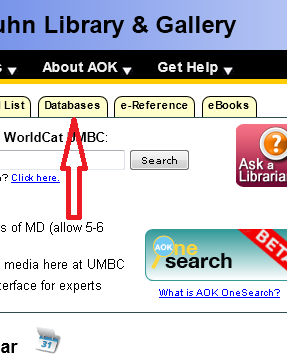 uhn Library & Gallery
s About AOK Get Help
l List Databases e-Reference eBooks
WorldCat UMBC:
Search
? Click here.
Ask a
Libraria
s of MD (allow 5-6
media here at UMBC
terface for experts
BETA
AOK
One
search
What is AOK OneSearch?
31
ar